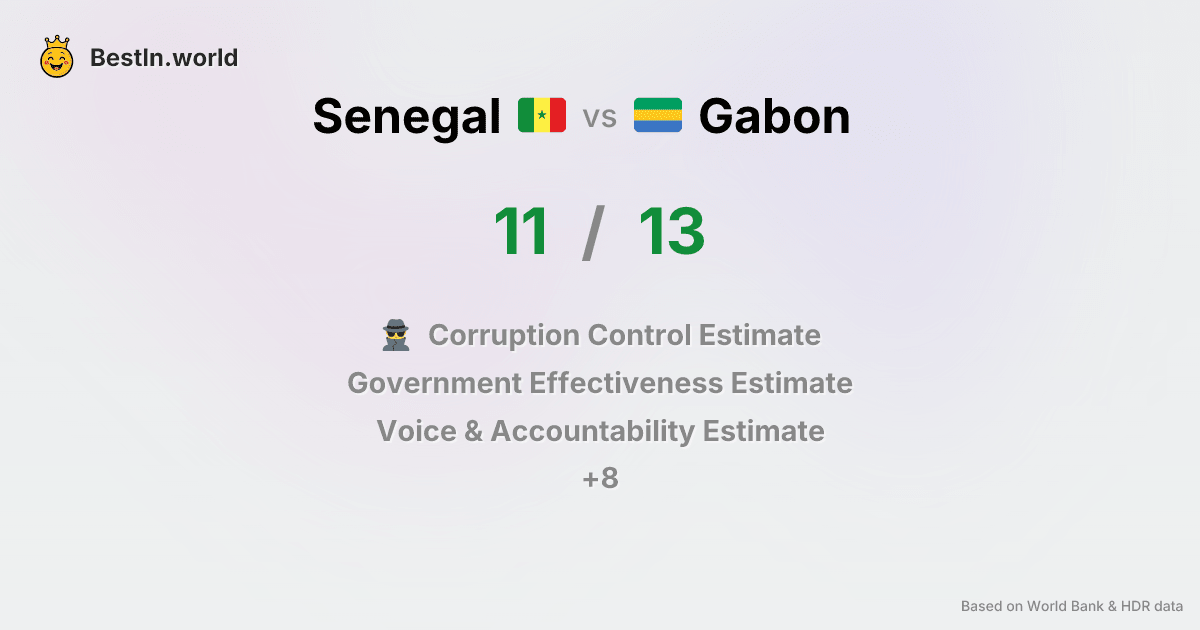 BestIn.world
Senegal vs Gabon
11 / 13
Corruption Control Estimate
Government Effectiveness Estimate
Voice & Accountability Estimate
+8
Based on World Bank & HDR data